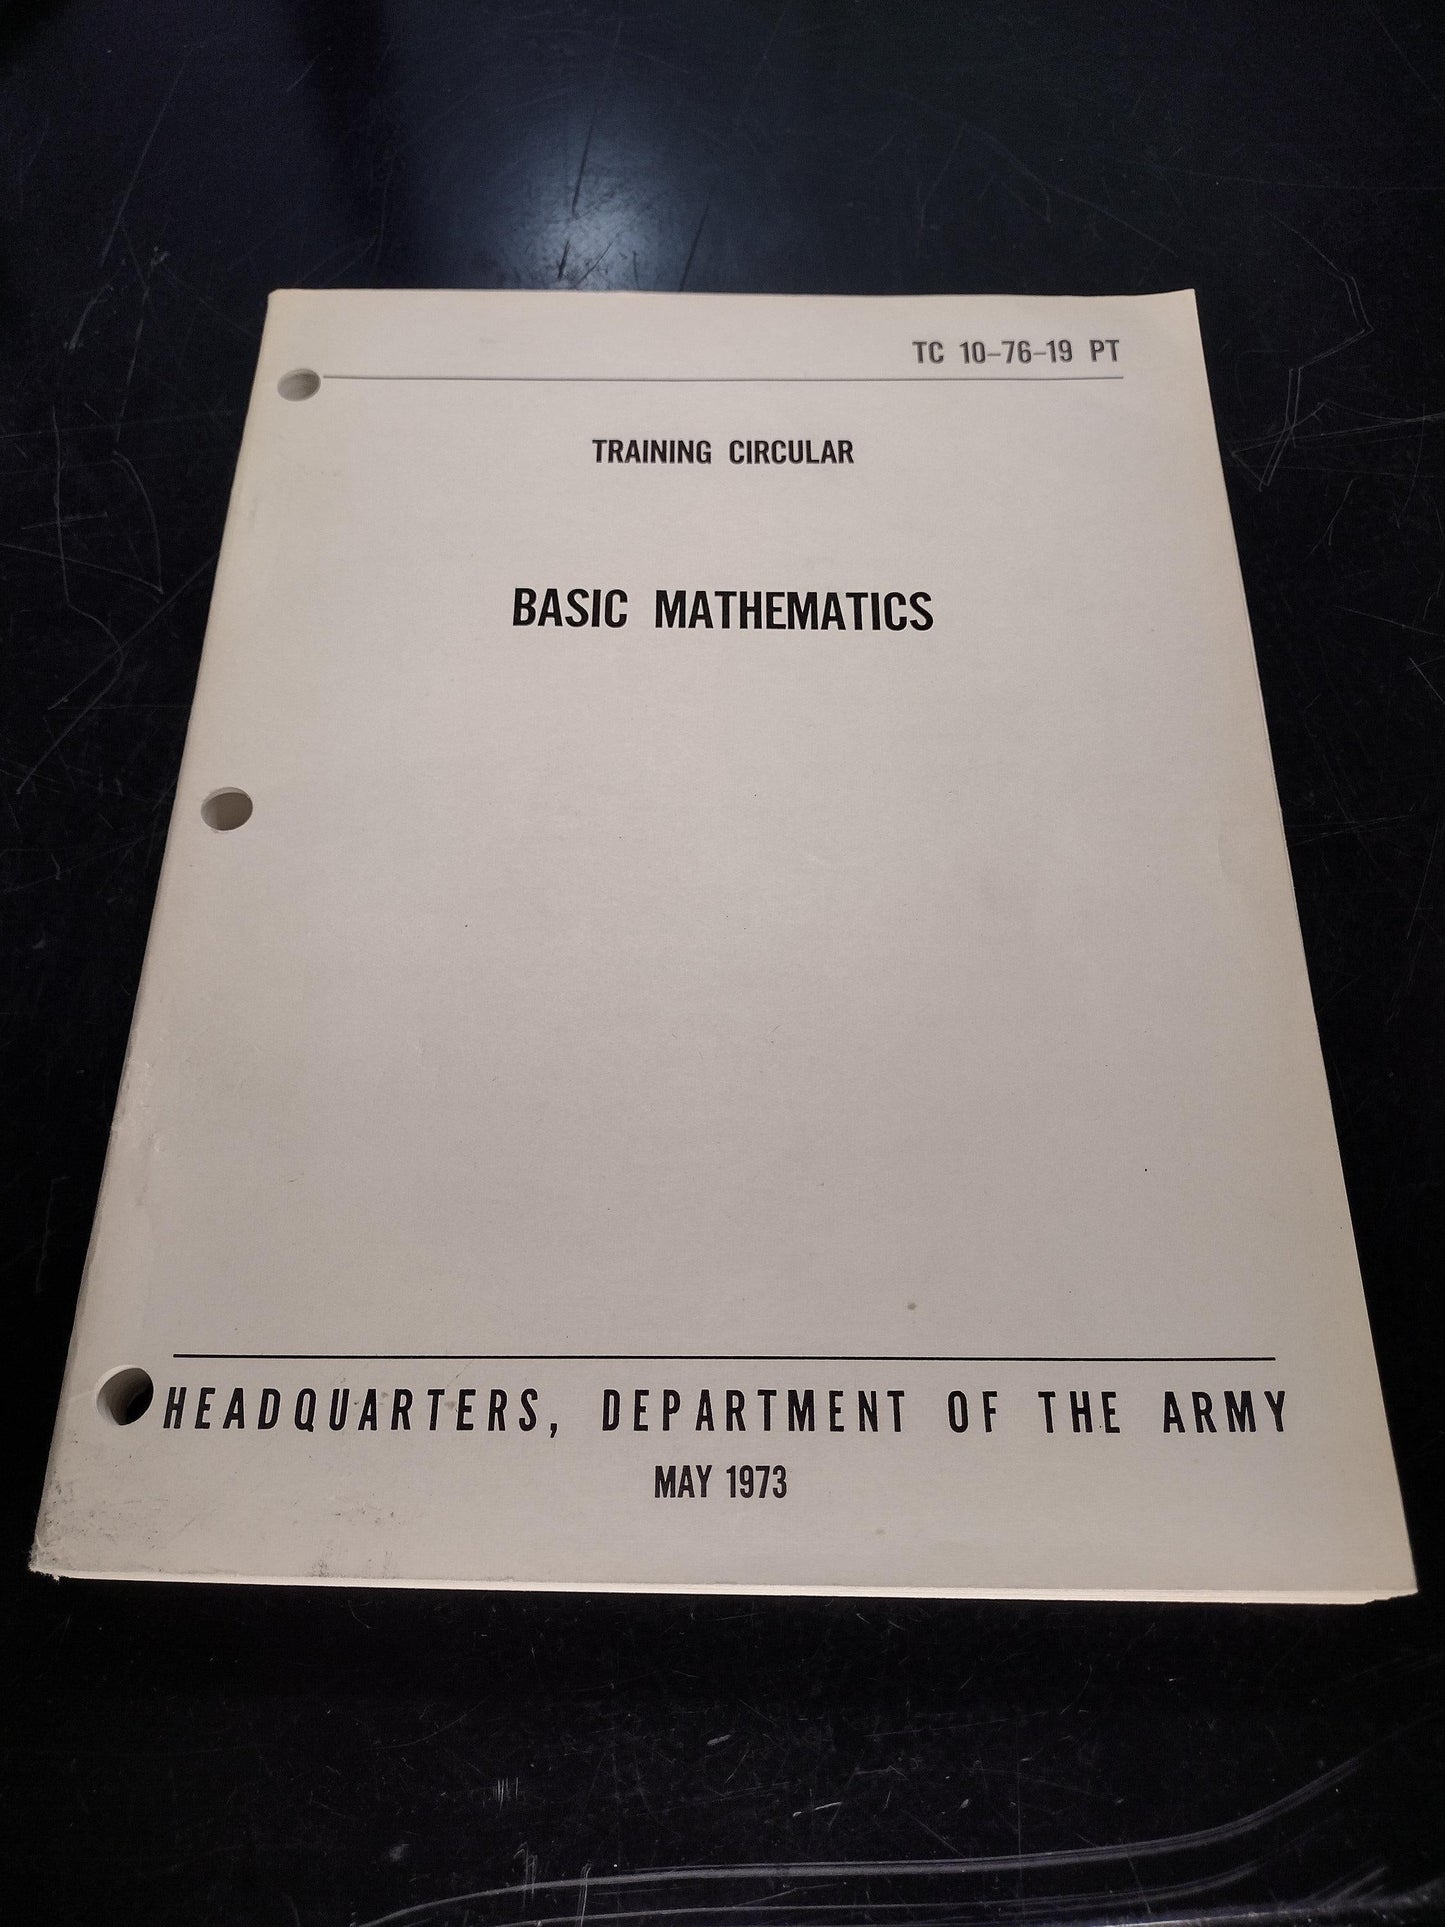 TC 10-76-19 PT
TRAINING CIRCULAR
BASIC MATHEMATICS
HEADQUARTERS, DEPARTMENT OF THE ARMY
MAY 1973